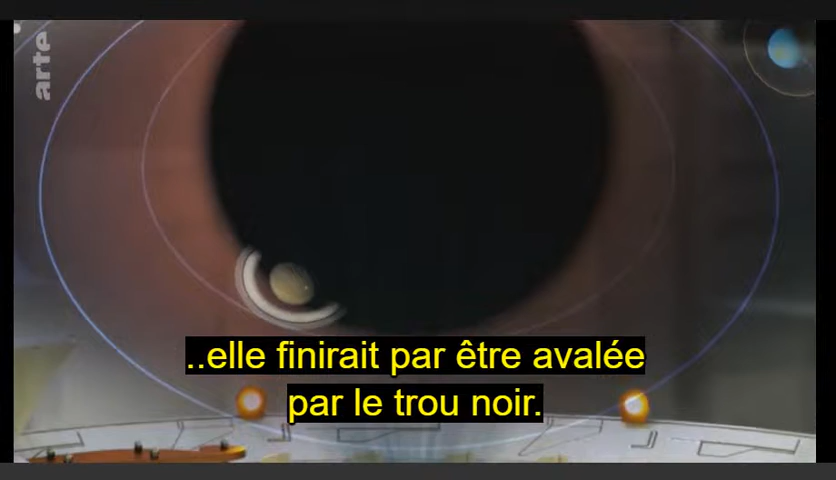 arte
..elle finirait par être avalée
par le trou noir.